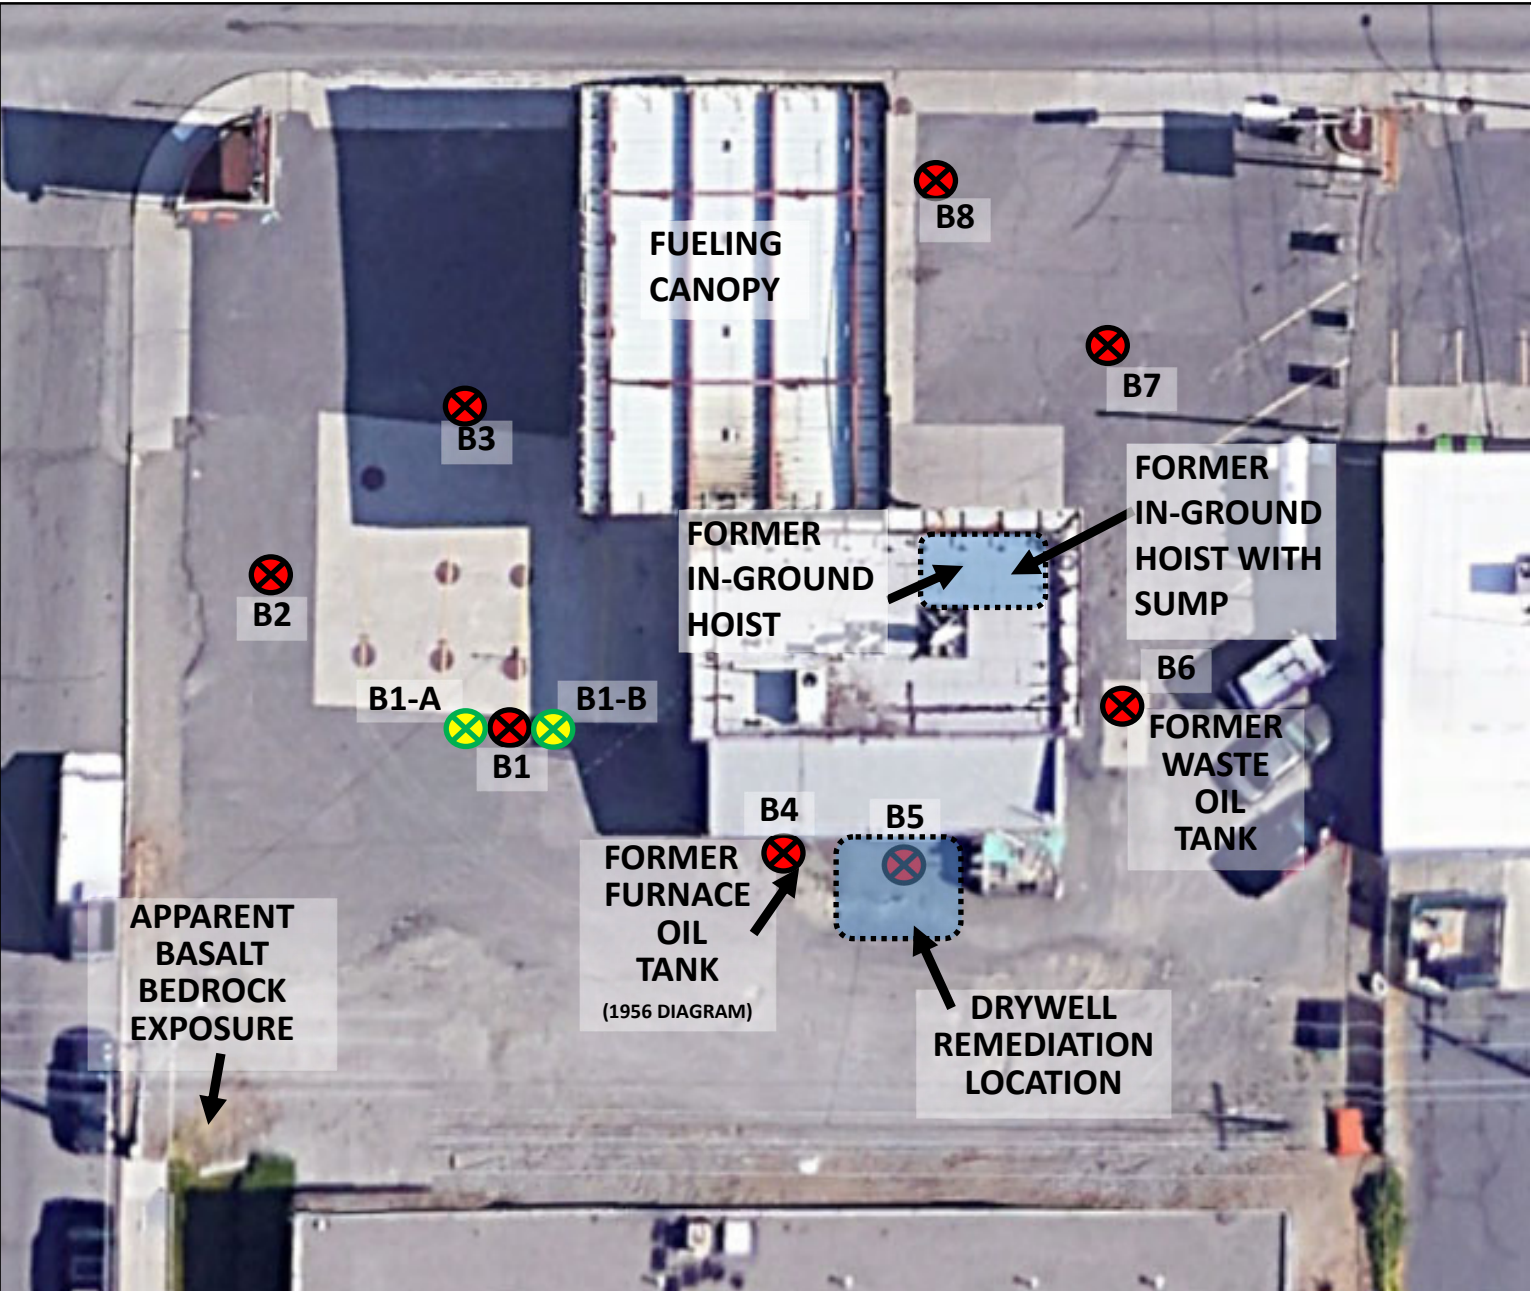 B8
FUELING
CANOPY
B7
B3
FORMER
IN-GROUND
HOIST WITH
SUMP
FORMER
IN-GROUND
HOIST
B2
B6
B1-A
B1-B
B1
FORMER
WASTE
OIL
TANK
B4
B5
FORMER
FURNACE
OIL
TANK
(1956 DIAGRAM)
APPARENT
BASALT
BEDROCK
EXPOSURE
DRYWELL
REMEDIATION
LOCATION